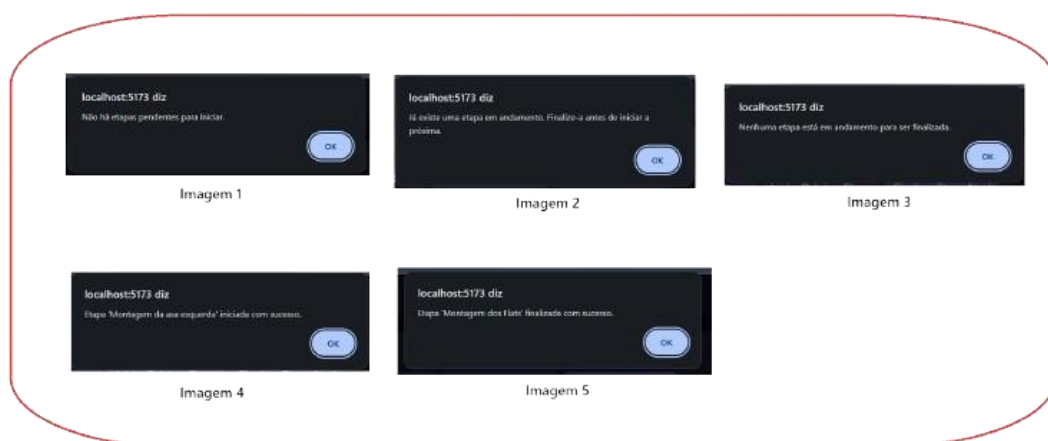 localhost:5173 diz
Não há etapas pendentes para iniciar.
OK
Imagem 1
localhost:5173 diz
Já existe uma etapa em andamento. Finalize-a antes de iniciar a
próxima.
OK
Imagem 2
localhost:5173 diz
Nenhuma etapa está em andamento para ser finalizada.
OK
Imagem 3
localhost:5173 diz
Etapa 'Montagem da asa esquerda' iniciada com sucesso.
OK
Imagem 4
localhost:5173 diz
Etapa 'Montagem dos Flats' finalizada com sucesso.
OK
Imagem 5